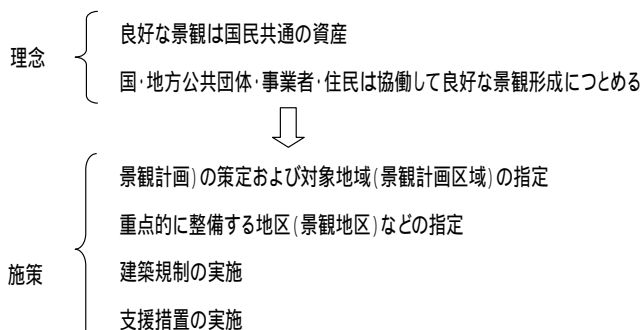 理念
良好な景観は国民共通の資産
国・地方公共団体・事業者・住民は協働して良好な景観形成につとめる
施策
景観計画)の策定および対象地域(景観計画区域)の指定
重点的に整備する地区(景観地区)などの指定
建築規制の実施
支援措置の実施